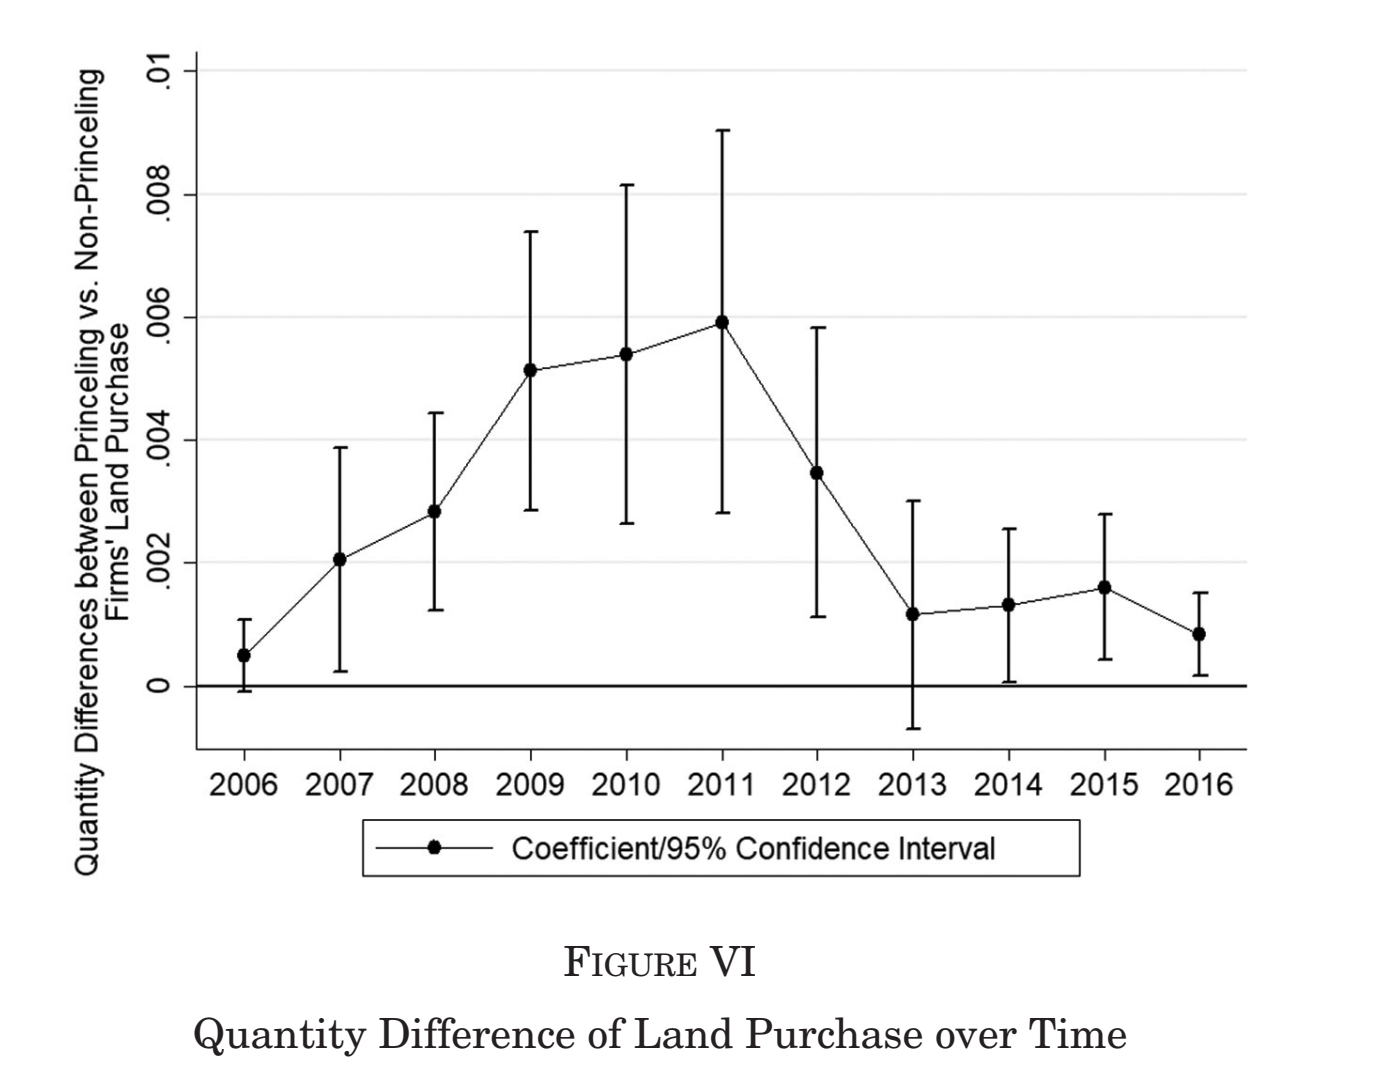 Quantity Differences between Princeling vs. Non-Princeling
Firms' Land Purchase
.01
.008
.006
.004
.002
0
2006 2007 2008 2009 2010 2011 2012 2013 2014 2015 2016
Coefficient/95% Confidence Interval
FIGURE VI
Quantity Difference of Land Purchase over Time